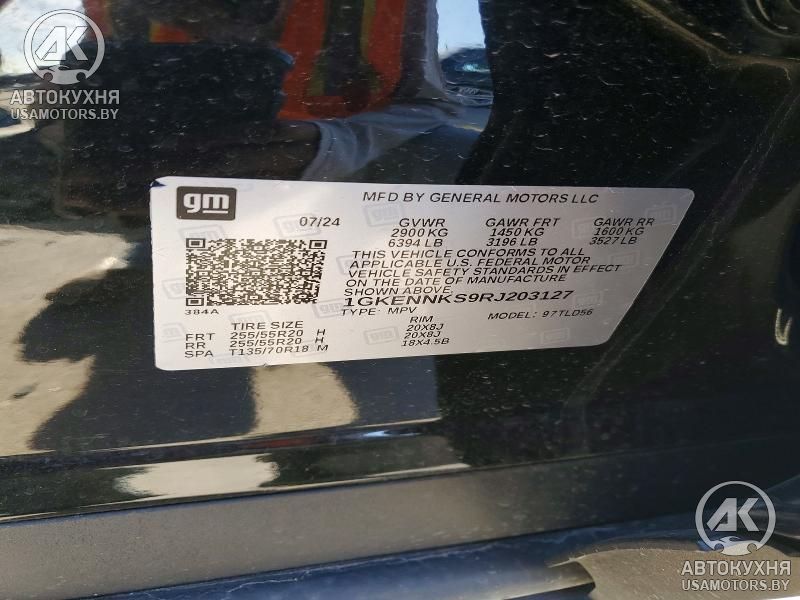 AK
АВТОКУХНЯ
USAMOTORS.BY
gm
MFD BY GENERAL MOTORS LLC
07/24 GVWR GAWR FRT GAWR RR
2900 KG 1450 KG 1600 KG
6394 LB 3196 LB 3527 LB
THIS VEHICLE CONFORMS TO ALL
APPLICABLE U.S. FEDERAL MOTOR
VEHICLE SAFETY STANDARDS IN EFFECT
ON THE DATE OF MANUFACTURE
SHOWN ABOVE.
1GKENNKS9RJ203127
384A
TYPE: MPV MODEL: 97TLD56
TIRE SIZE RIM
FRT 255/55R20 H 20X8J
RR 255/55R20 H 20X8J
SPA T135/70R18 M 18X4.5B
AK
АВТОКУХНЯ
USAMOTORS.BY